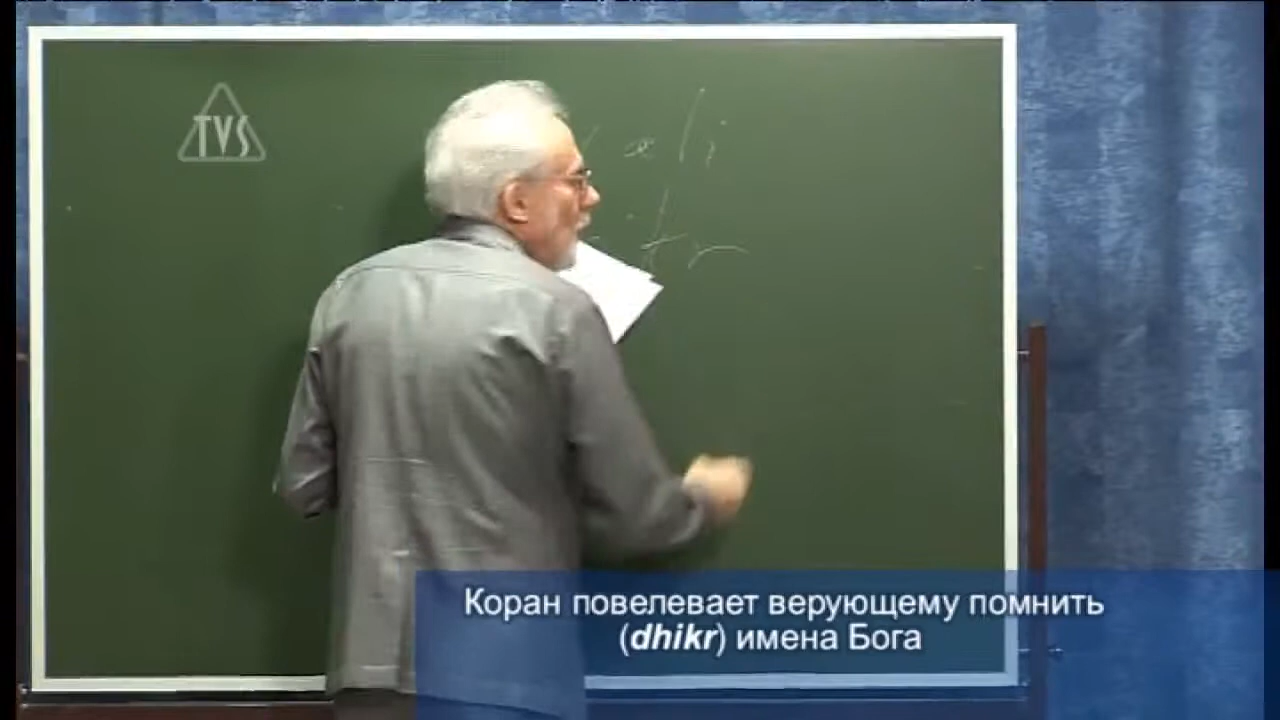 TVS
Коран повелевает верующему помнить
(dhikr) имена Бога